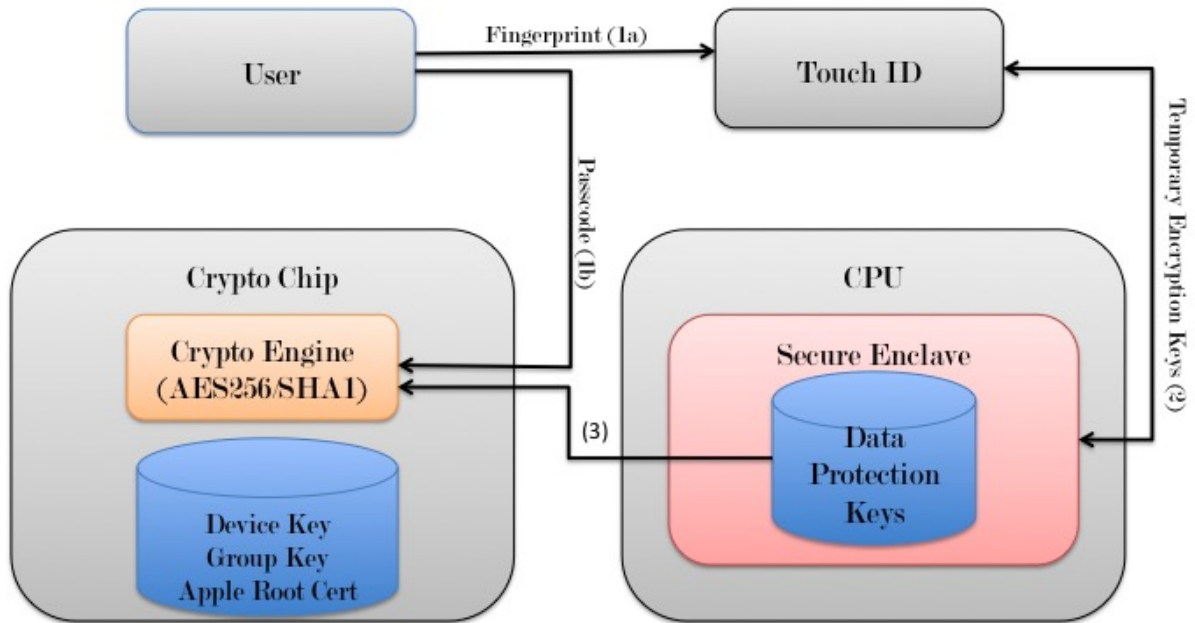 Fingerprint (1a)
User
Touch ID
Passcode (1b)
Temporary Encryption Keys (2)
Crypto Chip
Crypto Engine
(AES256/SHA1)
Device Key
Group Key
Apple Root Cert
(3)
CPU
Secure Enclave
Data
Protection
Keys